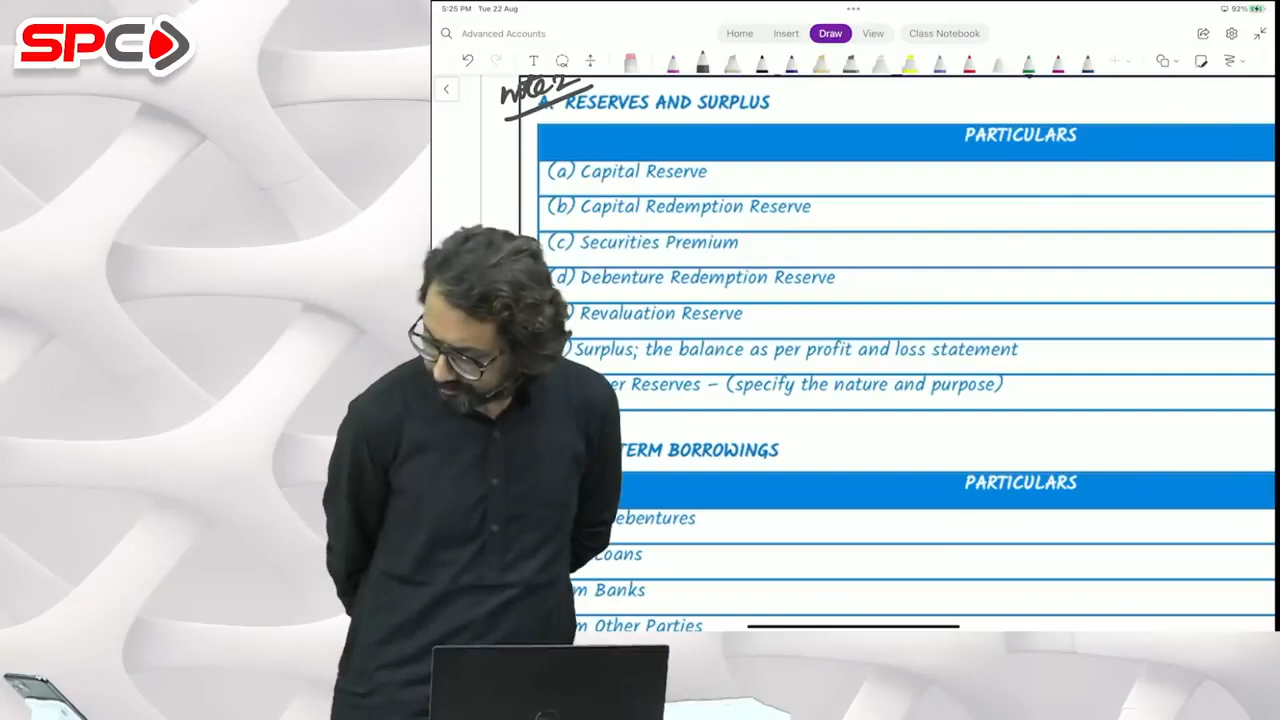 SPC
5:25 PM Tue 22 Aug
92%
Advanced Accounts
Home Insert Draw View Class Notebook
note 2
A. RESERVES AND SURPLUS
PARTICULARS
(a) Capital Reserve
(b) Capital Redemption Reserve
(c) Securities Premium
d) Debenture Redemption Reserve
) Revaluation Reserve
) Surplus; the balance as per profit and loss statement
er Reserves – (specify the nature and purpose)
TERM BORROWINGS
PARTICULARS
ebentures
Loans
m Banks
m Other Parties